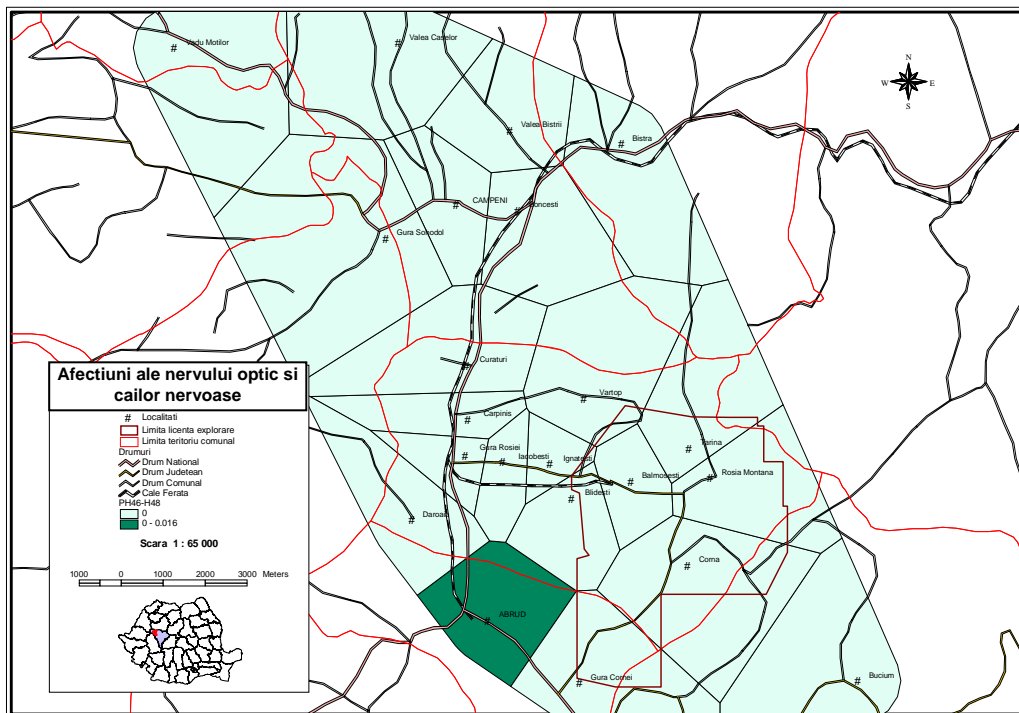 Vadu Motilor
Valea Caselor
N
W
E
S
Valea Bistrii
Bistra
CAMPENI
Boncesti
Gura Sohodol
Afectiuni ale nervului optic si
cailor nervoase
# Localitati
Limita licenta explorare
Limita teritoriu comunal
Drumuri
Drum National
Drum Judetean
Drum Comunal
Cale Ferata
PH46-H48
0
0 - 0.016
Scara 1 : 65 000
1000 0 1000 2000 3000 Meters
Curaturi
Vartop
Carpinis
Gura Rosiei
Iacobesti
Ignatesti
Tarina
Balmosesti
Rosia Montana
Blidesti
Daroaia
Corna
ABRUD
Gura Cornei
Bucium